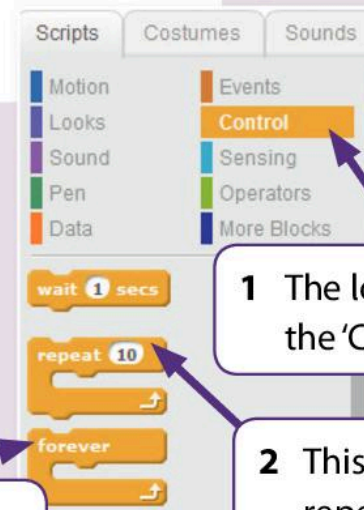 Scripts Costumes Sounds
Motion Events
Looks Control
Sound Sensing
Pen Operators
Data More Blocks
wait 1 secs
repeat 10
forever
1 The
the
2 This